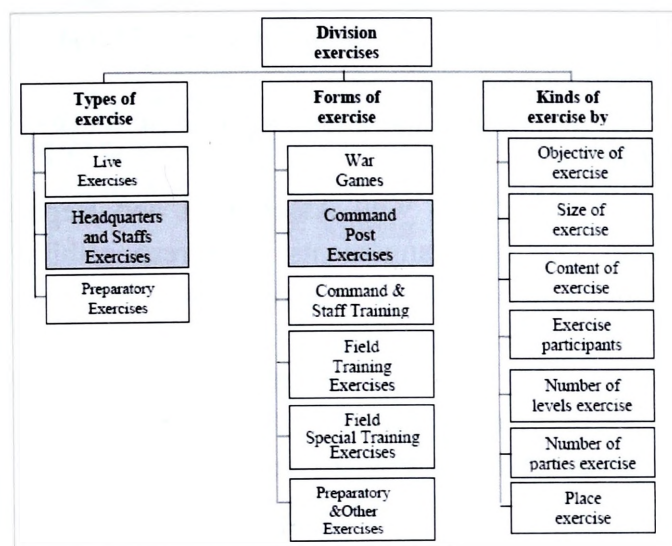 Division
exercises
Types of
exercise
Live
Exercises
Headquarters
and Staffs
Exercises
Preparatory
Exercises
Forms of
exercise
War
Games
Command
Post
Exercises
Command &
Staff Training
Field
Training
Exercises
Field
Special Training
Exercises
Preparatory
&Other
Exercises
Kinds of
exercise by
Objective of
exercise
Size of
exercise
Content of
exercise
Exercise
participants
Number of
levels exercise
Number of
parties exercise
Place
exercise